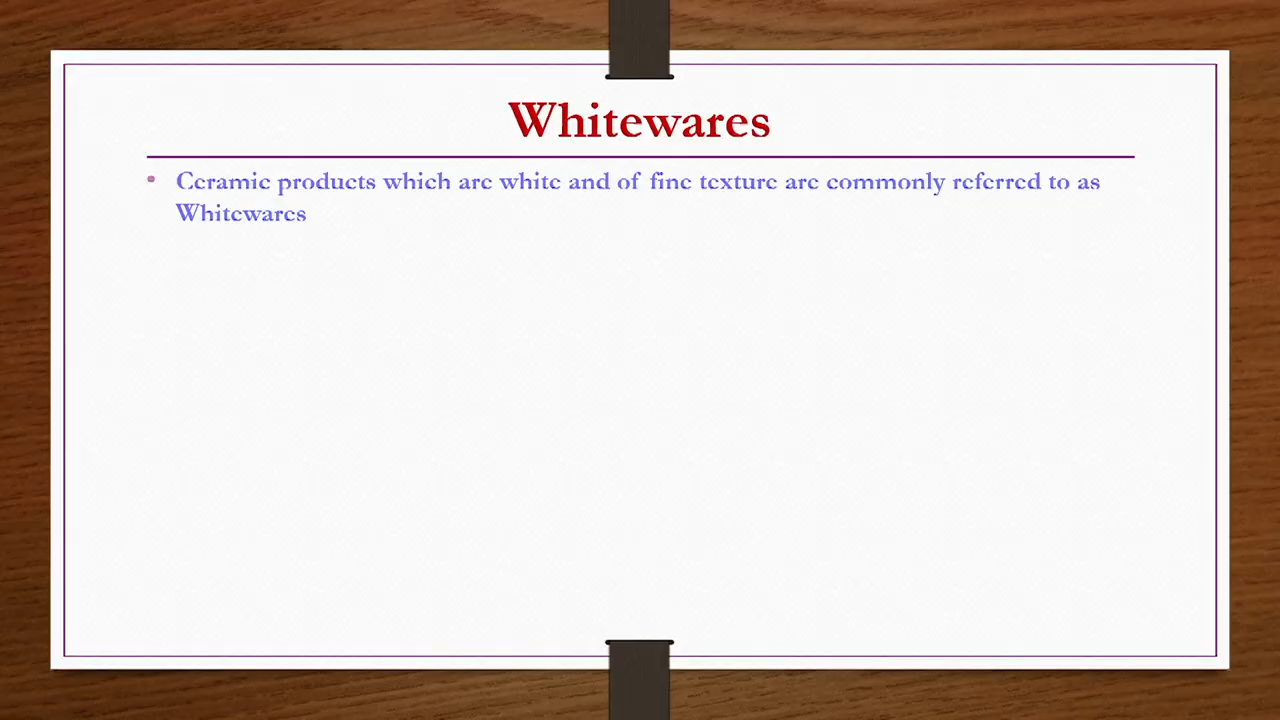 Whitewares
• Ceramic products which are white and of fine texture are commonly referred to as
Whitewares